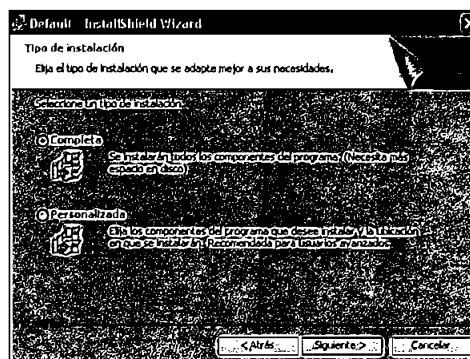 Default - InstallShield Wizard
Tipo de instalación
Elija el tipo de instalación que se adapte mejor a sus necesidades.
Seleccione un tipo de instalación.
Completa
Se instalarán todos los componentes del programa. (Necesita más
espacio en disco)
Personalizada
Elija los componentes del programa que desee instalar y la ubicación
en que se instalarán. Recomendada para usuarios avanzados.
< Atrás
Siguiente >
Cancelar